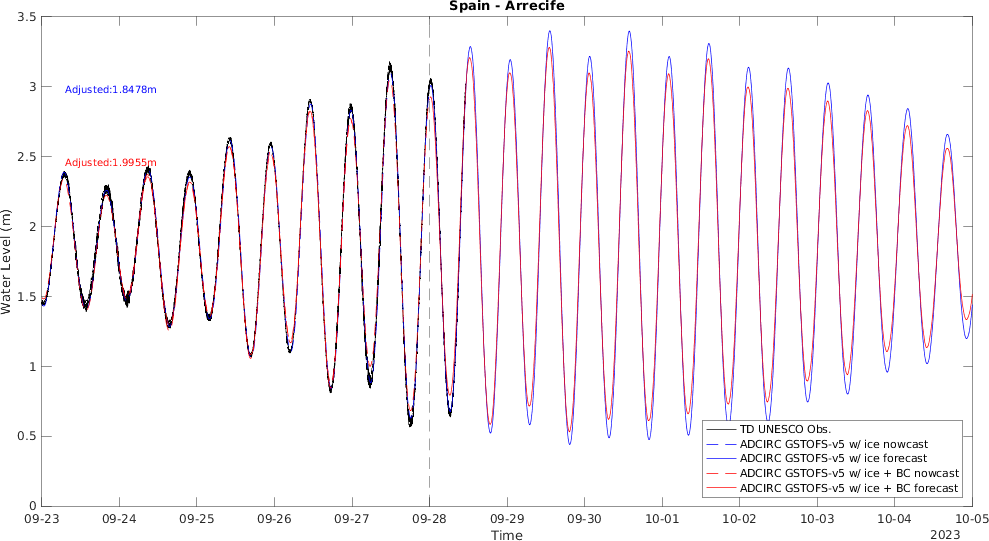 Spain - Arrecife
3.5
3
2.5
2
1.5
1
0.5
0
Water Level (m)
Adjusted:1.8478m
Adjusted:1.9955m
TD UNESCO Obs.
ADCIRC GSTOFS-v5 w/ ice nowcast
ADCIRC GSTOFS-v5 w/ ice forecast
ADCIRC GSTOFS-v5 w/ ice + BC nowcast
ADCIRC GSTOFS-v5 w/ ice + BC forecast
09-23 09-24 09-25 09-26 09-27 09-28 09-29 09-30 10-01 10-02 10-03 10-04 10-05
Time
2023